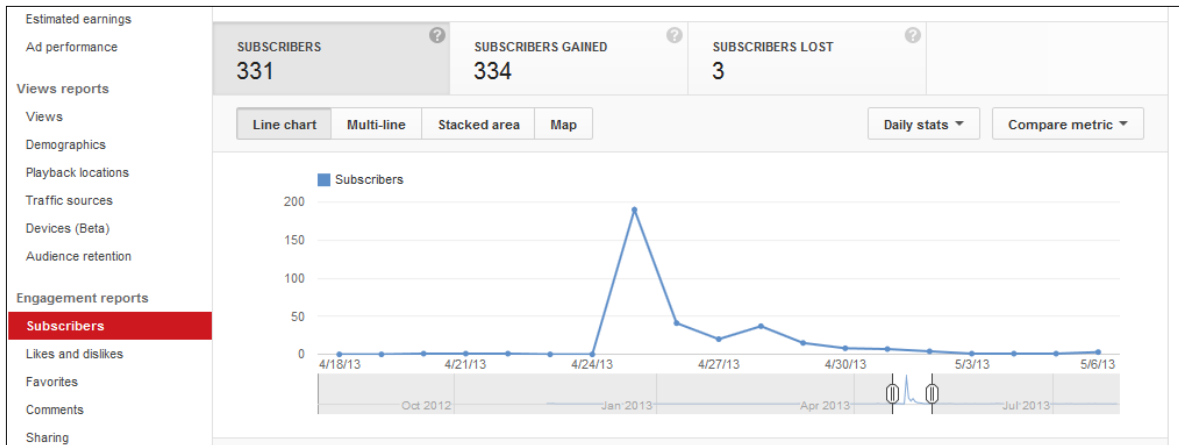 Estimated earnings
Ad performance
Views reports
Views
Demographics
Playback locations
Traffic sources
Devices (Beta)
Audience retention
Engagement reports
Subscribers
Likes and dislikes
Favorites
Comments
Sharing
SUBSCRIBERS ?
331
SUBSCRIBERS GAINED ?
334
SUBSCRIBERS LOST ?
3
Line chart Multi-line Stacked area Map Daily stats Compare metric
Subscribers
200
150
100
50
0
4/18/13 4/21/13 4/24/13 4/27/13 4/30/13 5/3/13 5/6/13
Oct 2012 Jan 2013 Apr 2013 Jul 2013